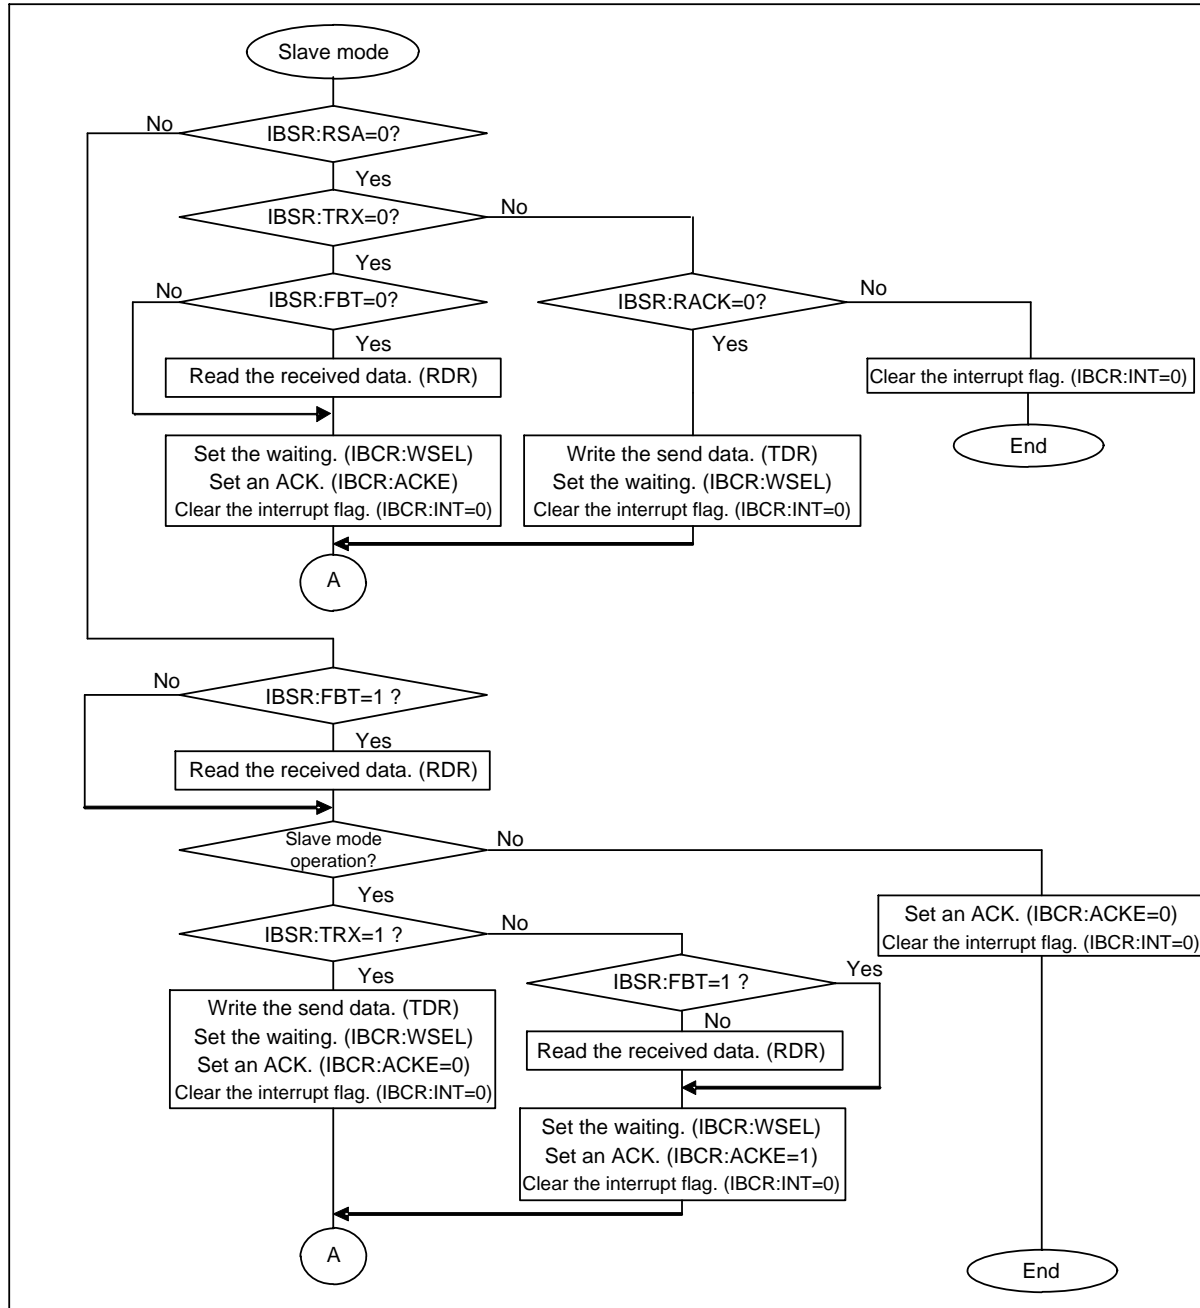 Slave mode
No
IBSR:RSA=0?
Yes
IBSR:TRX=0?
No
Yes
No
IBSR:FBT=0?
IBSR:RACK=0?
No
Yes
Yes
Read the received data. (RDR)
Clear the interrupt flag. (IBCR:INT=0)
Set the waiting. (IBCR:WSEL)
Set an ACK. (IBCR:ACKE)
Clear the interrupt flag. (IBCR:INT=0)
Write the send data. (TDR)
Set the waiting. (IBCR:WSEL)
Clear the interrupt flag. (IBCR:INT=0)
End
A
No
IBSR:FBT=1 ?
Yes
Read the received data. (RDR)
Slave mode
operation?
No
Yes
Set an ACK. (IBCR:ACKE=0)
Clear the interrupt flag. (IBCR:INT=0)
IBSR:TRX=1 ?
No
Yes
IBSR:FBT=1 ?
Yes
No
Write the send data. (TDR)
Set the waiting. (IBCR:WSEL)
Set an ACK. (IBCR:ACKE=0)
Clear the interrupt flag. (IBCR:INT=0)
Read the received data. (RDR)
Set the waiting. (IBCR:WSEL)
Set an ACK. (IBCR:ACKE=1)
Clear the interrupt flag. (IBCR:INT=0)
A
End